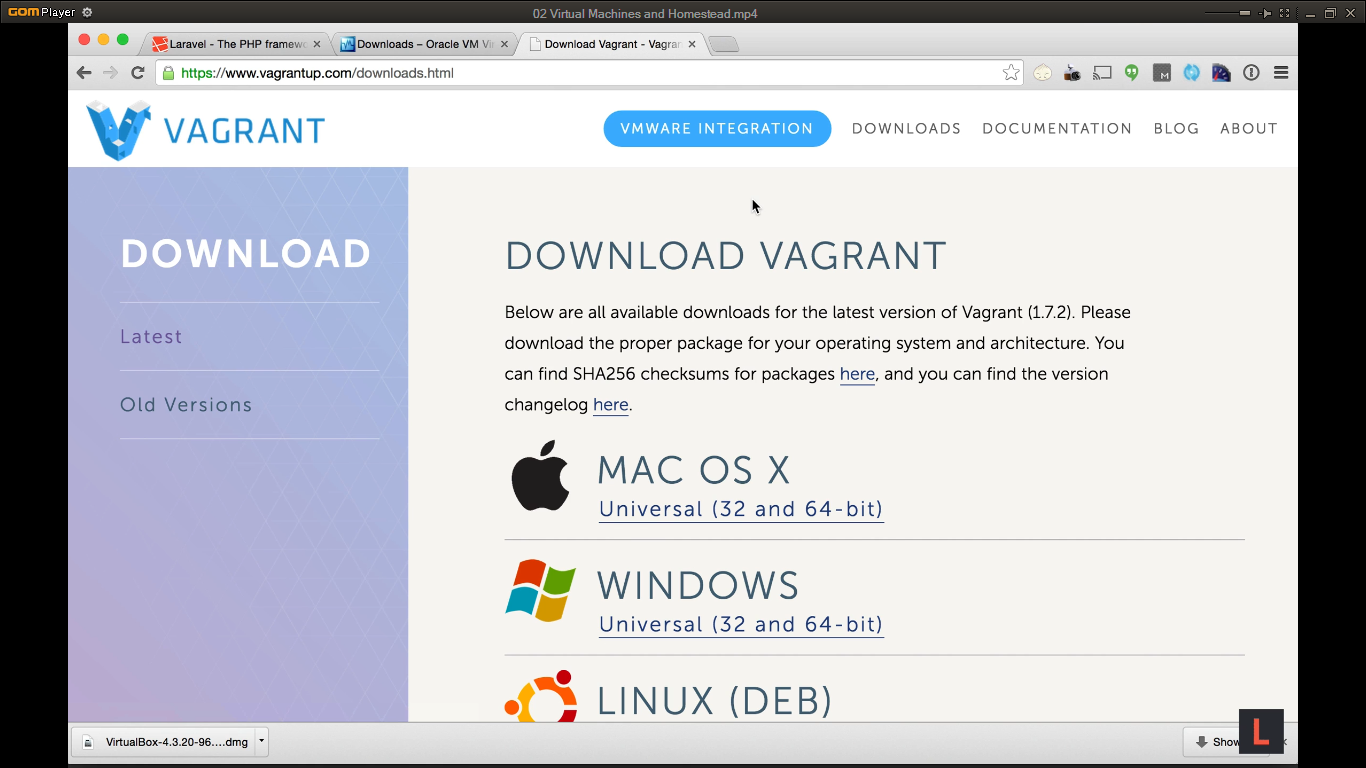 GOM Player
02 Virtual Machines and Homestead.mp4
Laravel - The PHP framew
Downloads – Oracle VM Vi
Download Vagrant - Vagran
https://www.vagrantup.com/downloads.html
M
VAGRANT
VMWARE INTEGRATION
DOWNLOADS
DOCUMENTATION
BLOG
ABOUT
DOWNLOAD
Latest
Old Versions
DOWNLOAD VAGRANT
Below are all available downloads for the latest version of Vagrant (1.7.2). Please
download the proper package for your operating system and architecture. You
can find SHA256 checksums for packages here, and you can find the version
changelog here.
MAC OS X
Universal (32 and 64-bit)
WINDOWS
Universal (32 and 64-bit)
LINUX (DEB)
VirtualBox-4.3.20-96....dmg
Show
L